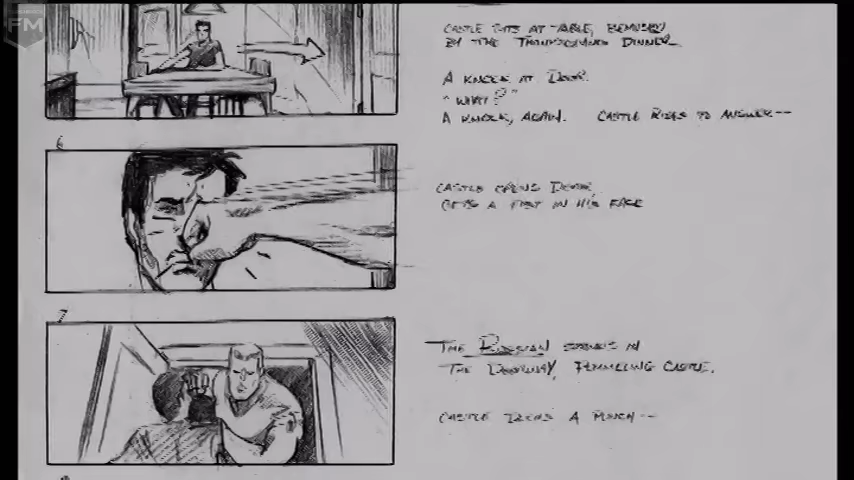 FM
CASTLE SITS AT TABLE, BEMUSED
BY THE THANKSGIVING DINNER.
A KNOCK AT DOOR.
"WHAT?"
A KNOCK, AGAIN. CASTLE RISES TO ANSWER--
6
CASTLE OPENS DOOR,
GETS A FIST IN HIS FACE
7
THE RUSSIAN STANDS IN
THE DOORWAY, PUMMELING CASTLE.
CASTLE DUCKS A PUNCH--